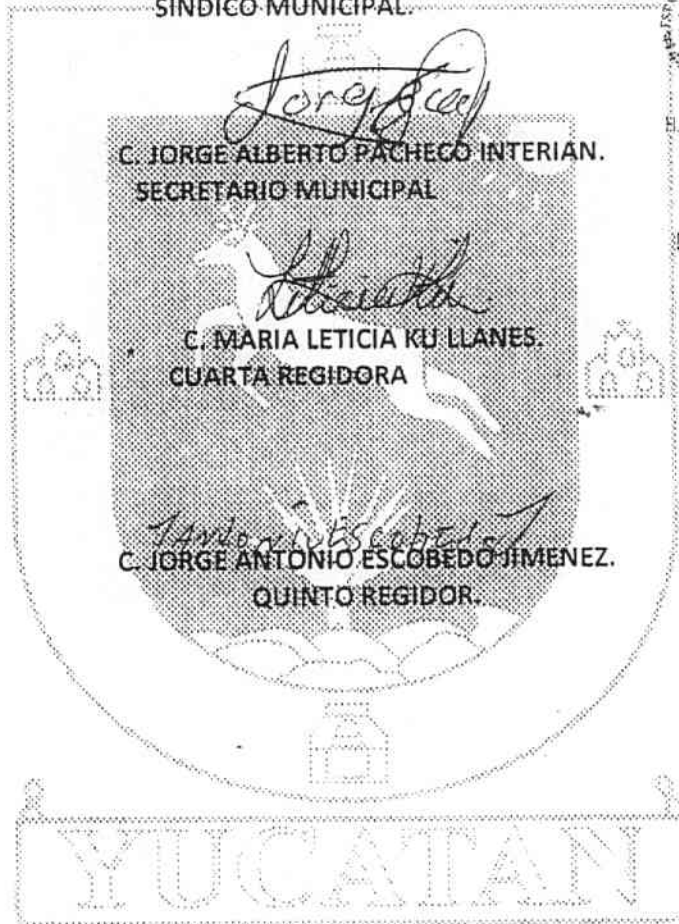 SINDICO MUNICIPAL.
C. JORGE ALBERTO PACHECO INTERIAN.
SECRETARIO MUNICIPAL
C. MARIA LETICIA KU LLANES.
CUARTA REGIDORA
C. JORGE ANTONIO ESCOBEDO JIMENEZ.
QUINTO REGIDOR.
YUCATAN